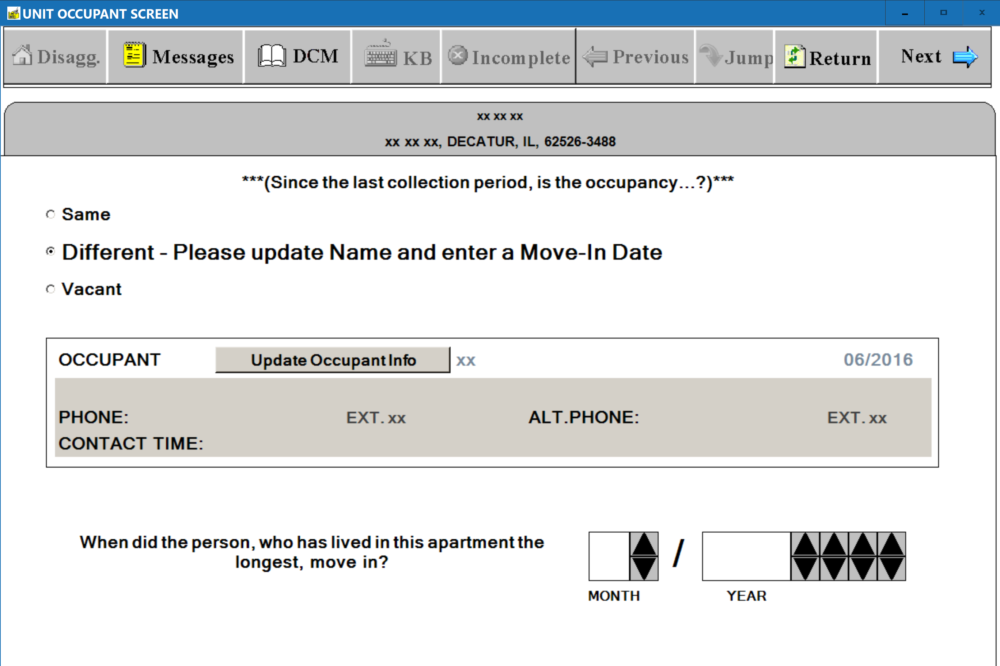 UNIT OCCUPANT SCREEN
Disagg. Messages DCM KB Incomplete Previous Jump Return Next
xx xx xx
xx xx xx, DECATUR, IL, 62526-3488
***(Since the last collection period, is the occupancy...?)***
Same
Different - Please update Name and enter a Move-In Date
Vacant
OCCUPANT Update Occupant Info xx 06/2016
PHONE: EXT. xx ALT.PHONE: EXT. xx
CONTACT TIME:
When did the person, who has lived in this apartment the
longest, move in?
/
MONTH YEAR